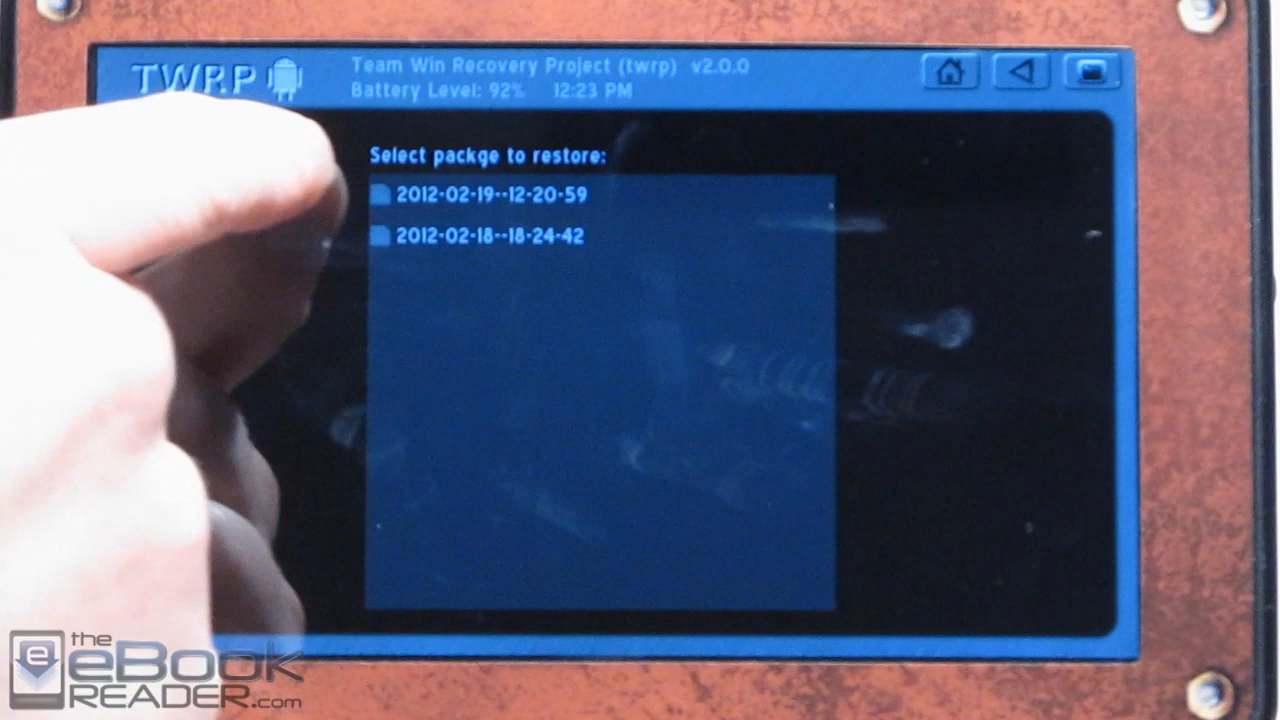 TWRP
Team Win Recovery Project (twrp) v2.0.0
Battery Level: 92% 12:23 PM
Select packge to restore:
2012-02-19--12-20-59
2012-02-18--18-24-42
the
eBook
READER.com